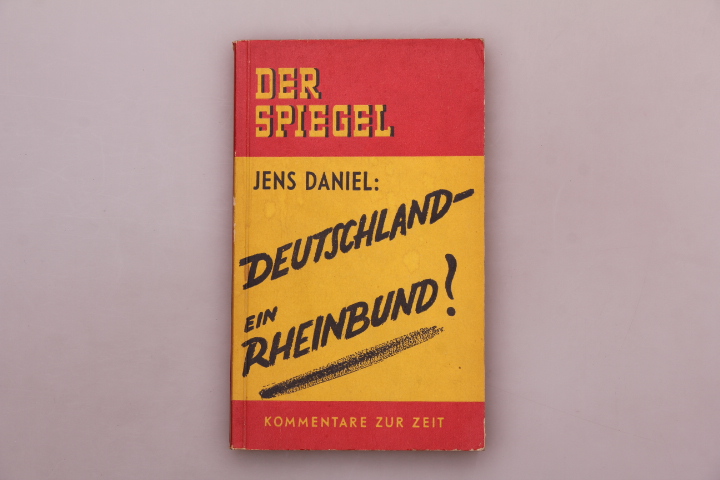 DER
SPIEGEL
JENS DANIEL:
DEUTSCHLAND-
EIN
RHEINBUND!
KOMMENTARE ZUR ZEIT